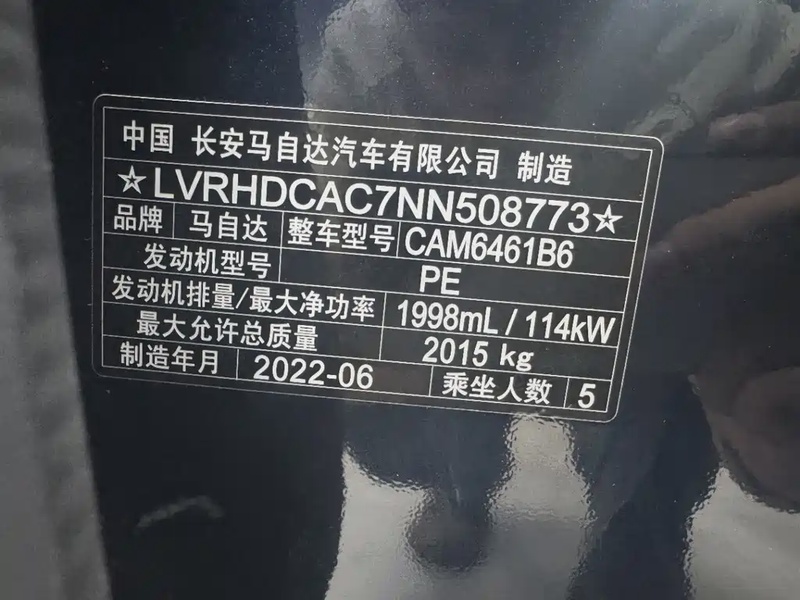 中国 长安马自达汽车有限公司 制造
☆LVRHDCAC7NN508773☆
品牌 马自达 整车型号 CAM6461B6
发动机型号 PE
发动机排量/最大净功率 1998mL / 114kW
最大允许总质量 2015 kg
制造年月 2022-06 乘坐人数 5